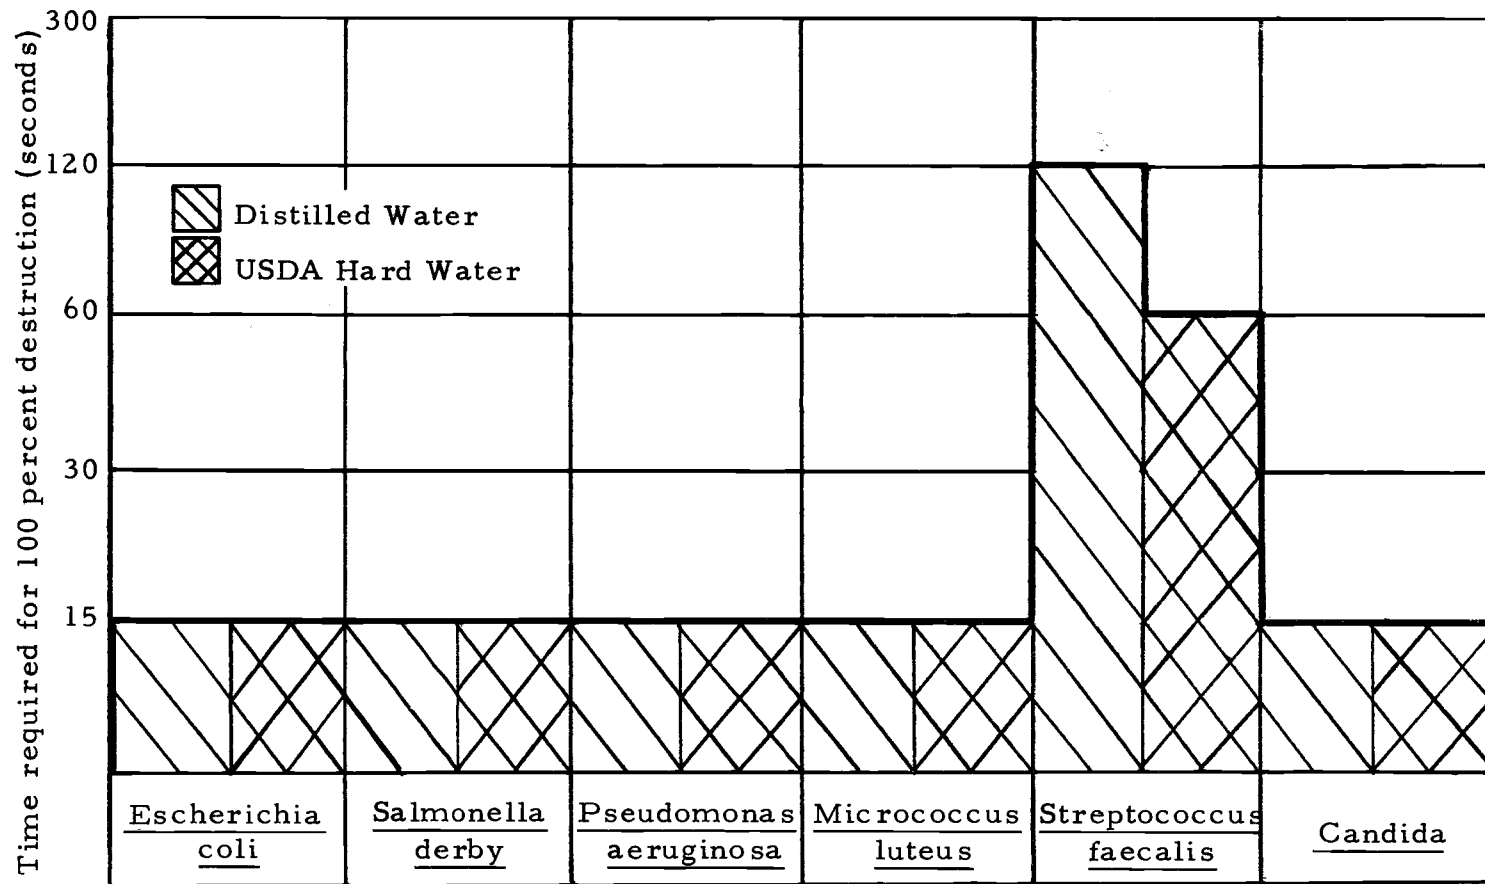 Time required for 100 percent destruction (seconds)
300
120
60
30
15
Distilled Water
USDA Hard Water
Escherichia
coli
Salmonella
derby
Pseudomonas
aeruginosa
Micrococcus
luteus
Streptococcus
faecalis
Candida